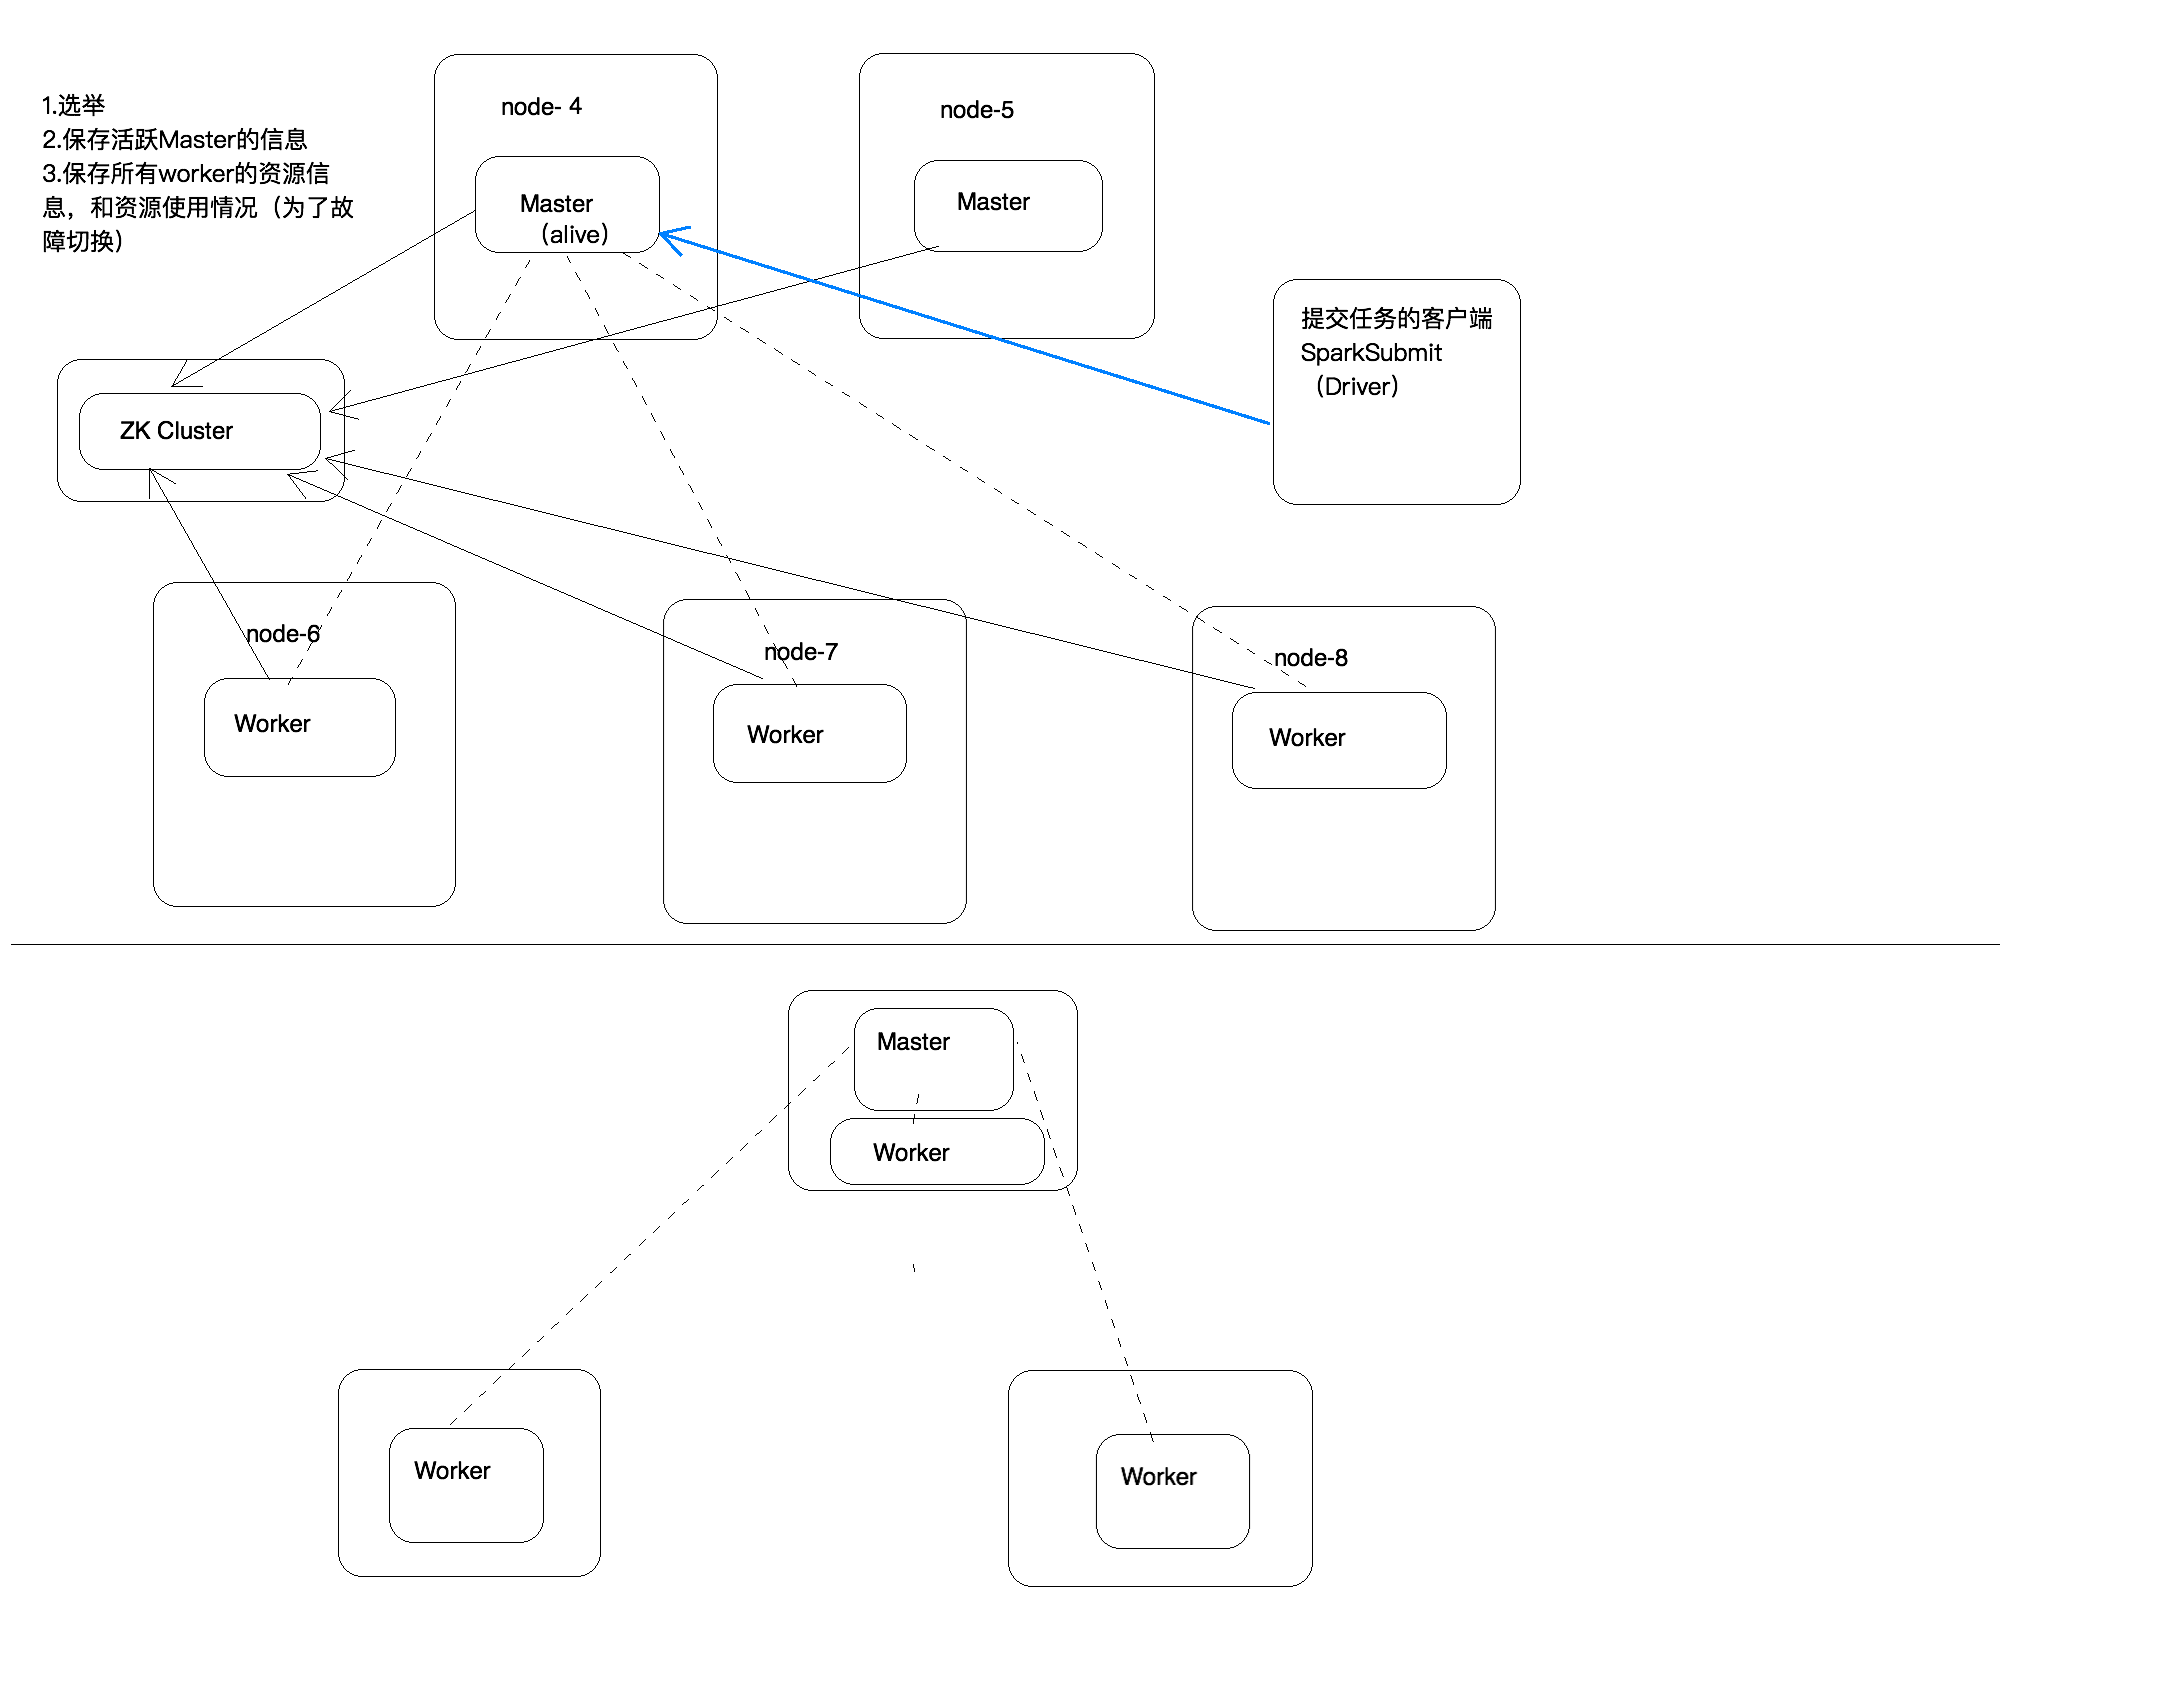 1.选举
2.保存活跃Master的信息
3.保存所有worker的资源信
息，和资源使用情况（为了故
障切换）
node- 4
Master
（alive）
node-5
Master
提交任务的客户端
SparkSubmit
（Driver）
ZK Cluster
node-6
Worker
node-7
Worker
node-8
Worker
Master
Worker
Worker
Worker